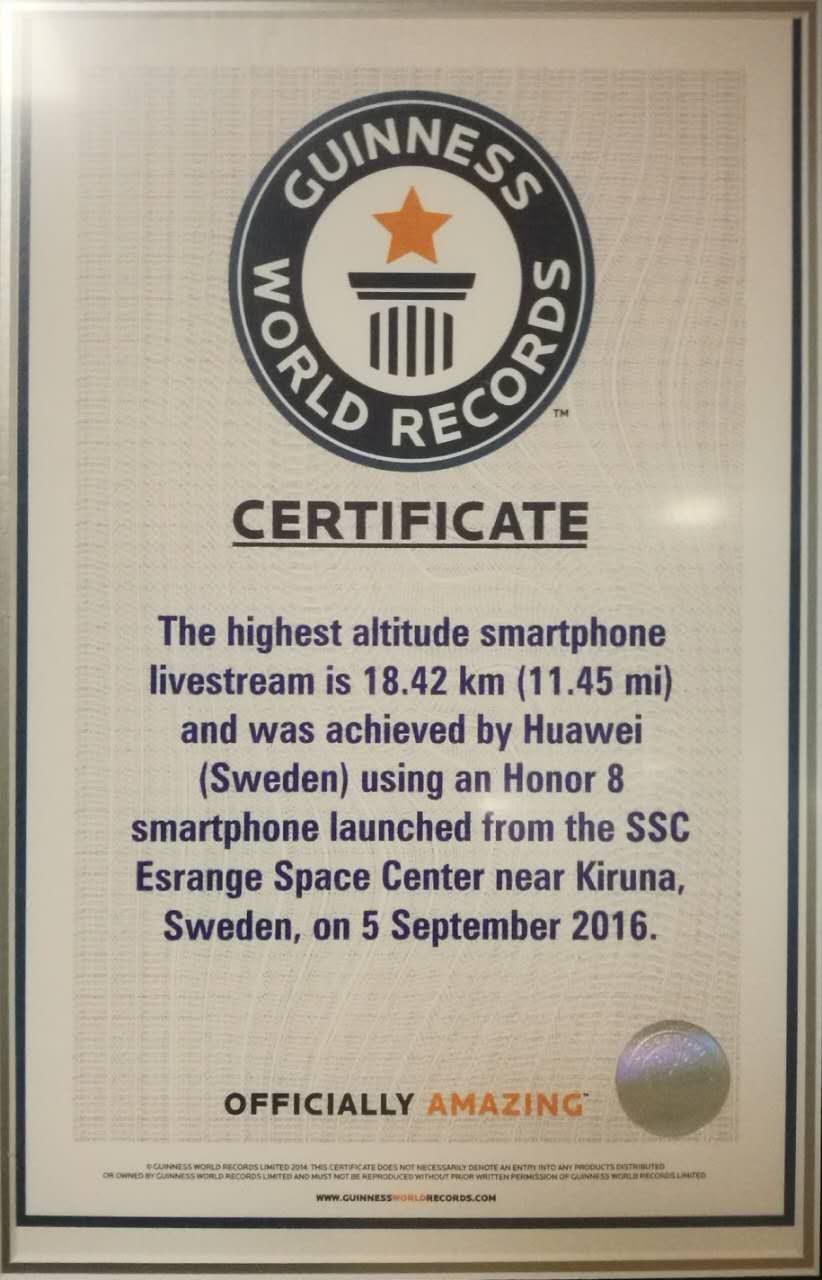 GUINNESS
WORLD RECORDS
TM
CERTIFICATE
The highest altitude smartphone
livestream is 18.42 km (11.45 mi)
and was achieved by Huawei
(Sweden) using an Honor 8
smartphone launched from the SSC
Esrange Space Center near Kiruna,
Sweden, on 5 September 2016.
OFFICIALLY AMAZING™
© GUINNESS WORLD RECORDS LIMITED 2014. THIS CERTIFICATE DOES NOT NECESSARILY DENOTE AN ENTRY INTO ANY PRODUCTS DISTRIBUTED
OR OWNED BY GUINNESS WORLD RECORDS LIMITED AND MUST NOT BE REPRODUCED WITHOUT PRIOR WRITTEN PERMISSION OF GUINNESS WORLD RECORDS LIMITED
WWW.GUINNESSWORLDRECORDS.COM